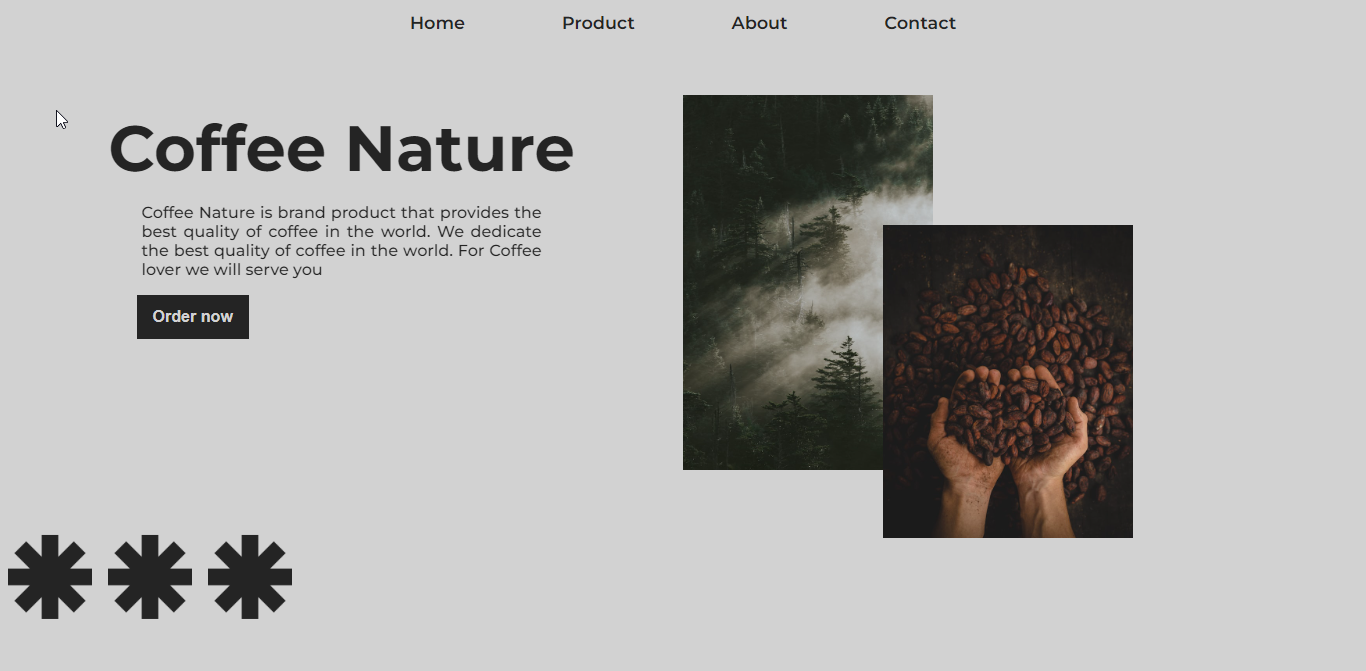 Home Product About Contact
Coffee Nature
Coffee Nature is brand product that provides the
best quality of coffee in the world. We dedicate
the best quality of coffee in the world. For Coffee
lover we will serve you
Order now